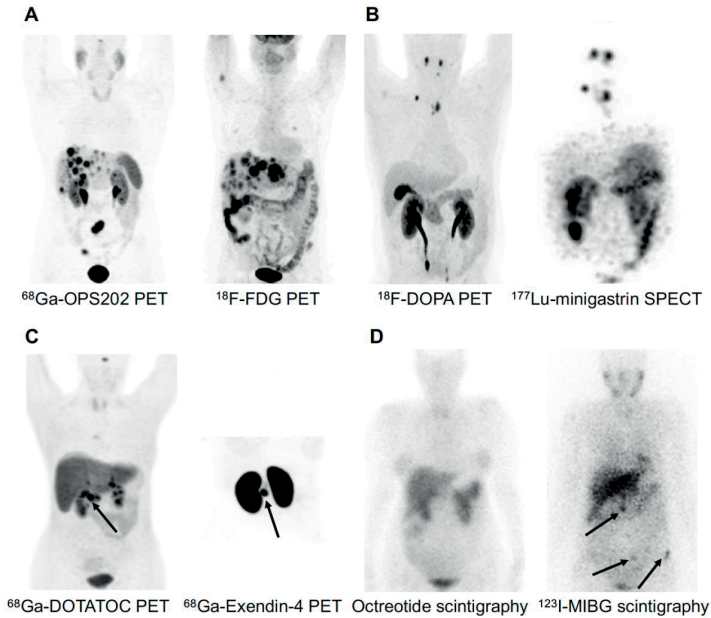 A
B
⁶⁸Ga-OPS202 PET
¹⁸F-FDG PET
¹⁸F-DOPA PET
¹⁷⁷Lu-minigastrin SPECT
C
D
⁶⁸Ga-DOTATOC PET
⁶⁸Ga-Exendin-4 PET
Octreotide scintigraphy
¹²³I-MIBG scintigraphy